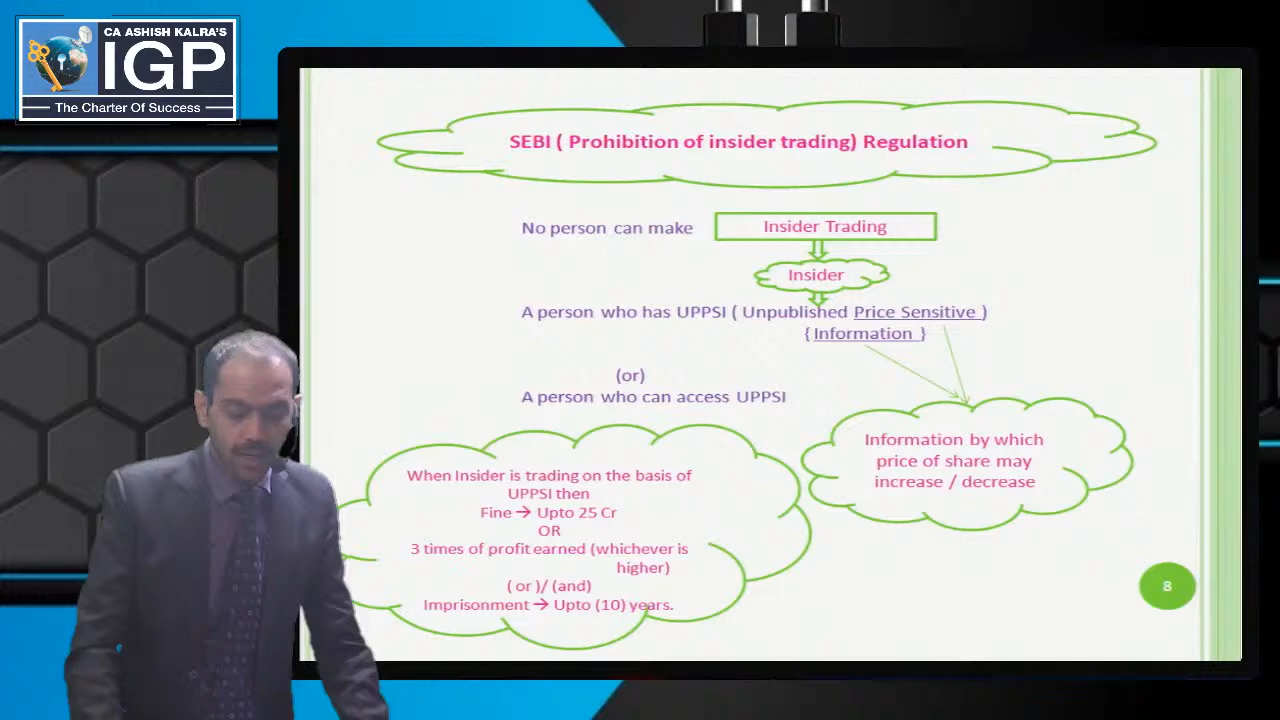 CA ASHISH KALRA'S
IGP
The Charter Of Success
SEBI ( Prohibition of insider trading) Regulation
No person can make
Insider Trading
Insider
A person who has UPPSI ( Unpublished Price Sensitive )
{ Information }
(or)
A person who can access UPPSI
Information by which
price of share may
increase / decrease
When Insider is trading on the basis of
UPPSI then
Fine → Upto 25 Cr
OR
3 times of profit earned (whichever is
higher)
( or )/ (and)
Imprisonment → Upto (10) years.
8